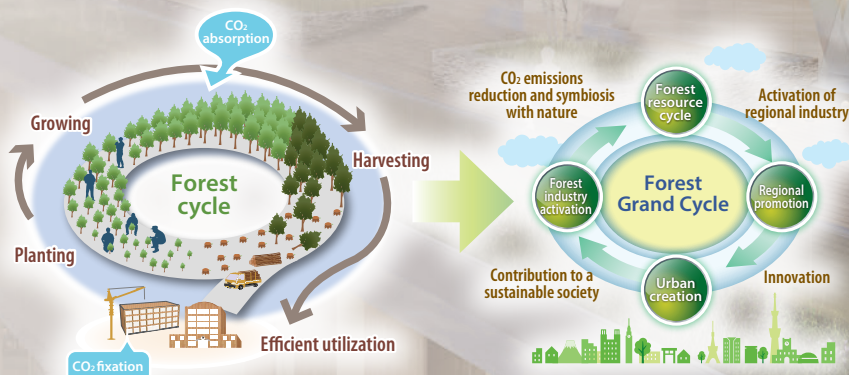 CO₂
absorption
Growing
Harvesting
Forest
cycle
Planting
Efficient utilization
CO₂ fixation
CO₂ emissions
reduction and symbiosis
with nature
Forest
resource
cycle
Activation of
regional industry
Forest
industry
activation
Forest
Grand Cycle
Regional
promotion
Contribution to a
sustainable society
Urban
creation
Innovation